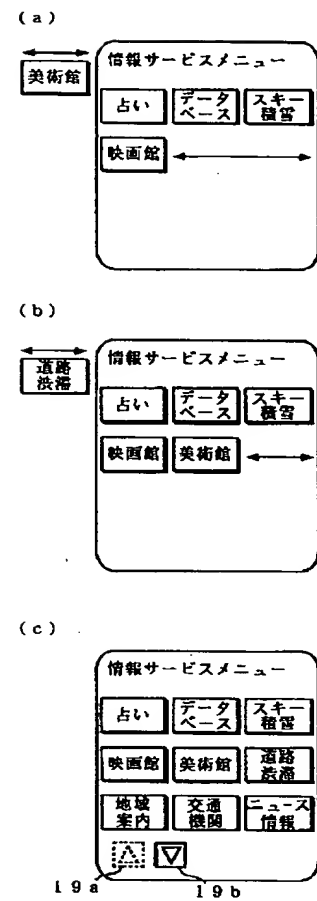 (a)
美術館
情報サービスメニュー
占い
データ
ベース
スキー
積雪
映画館
(b)
道路
渋滞
情報サービスメニュー
占い
データ
ベース
スキー
積雪
映画館
美術館
(c)
情報サービスメニュー
占い
データ
ベース
スキー
積雪
映画館
美術館
道路
渋滞
地域
案内
交通
機関
ニュース
情報
19a
19b